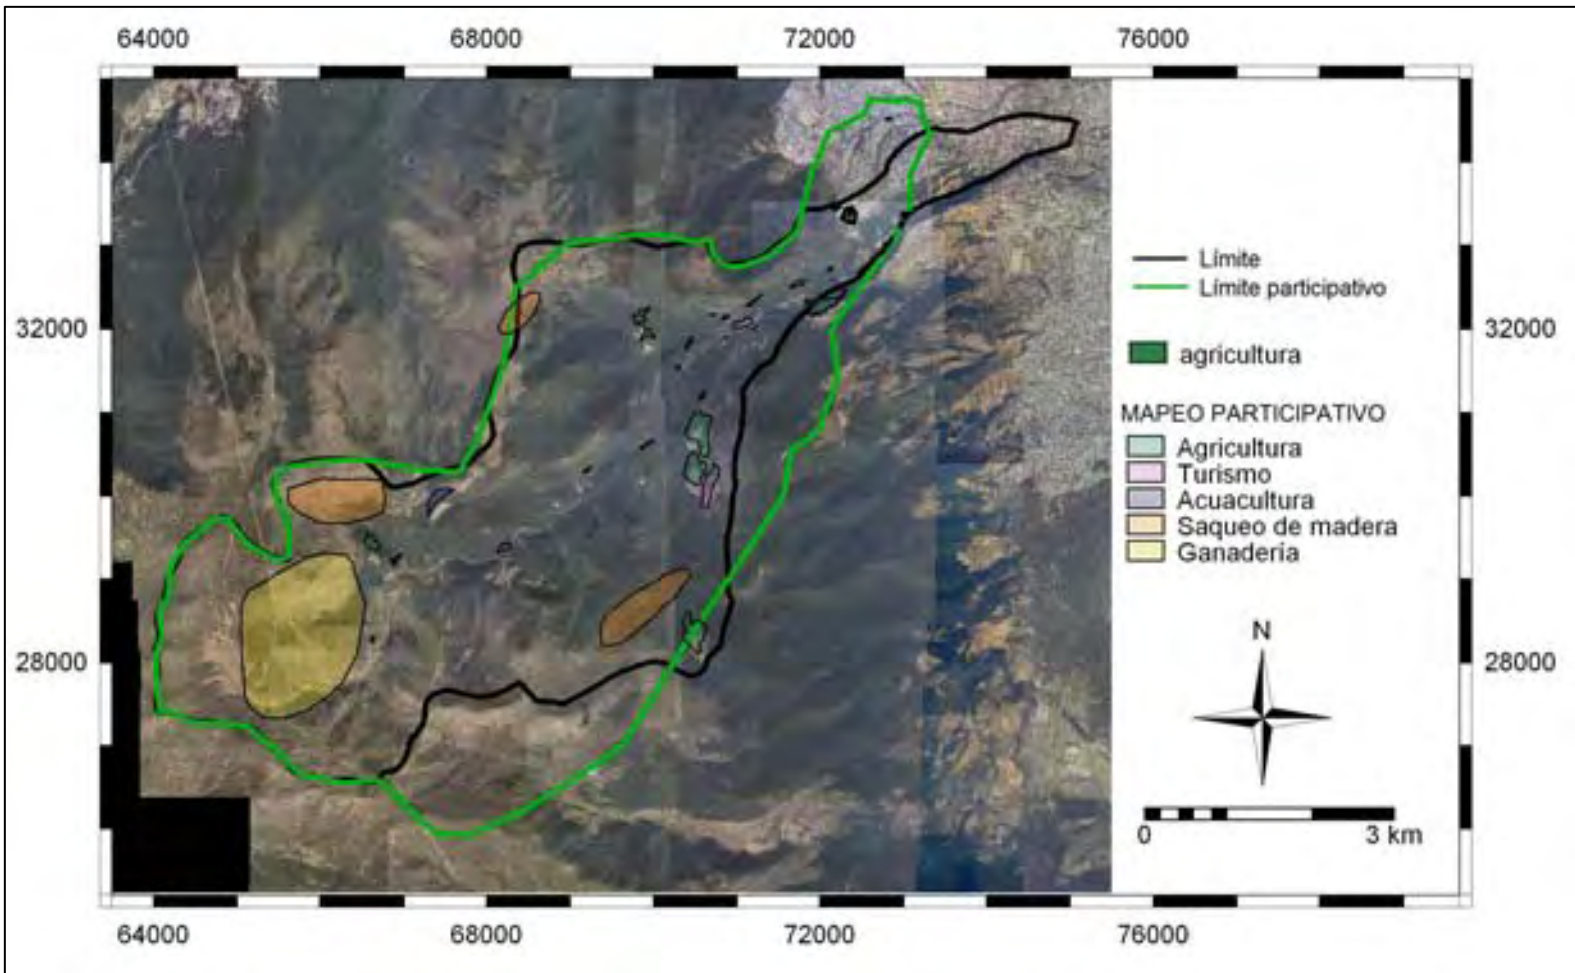 64000 68000 72000 76000
Límite
Límite participativo
32000 32000
agricultura
MAPEO PARTICIPATIVO
Agricultura
Turismo
Acuacultura
Saqueo de madera
Ganadería
N
28000 28000
0 3 km
64000 68000 72000 76000